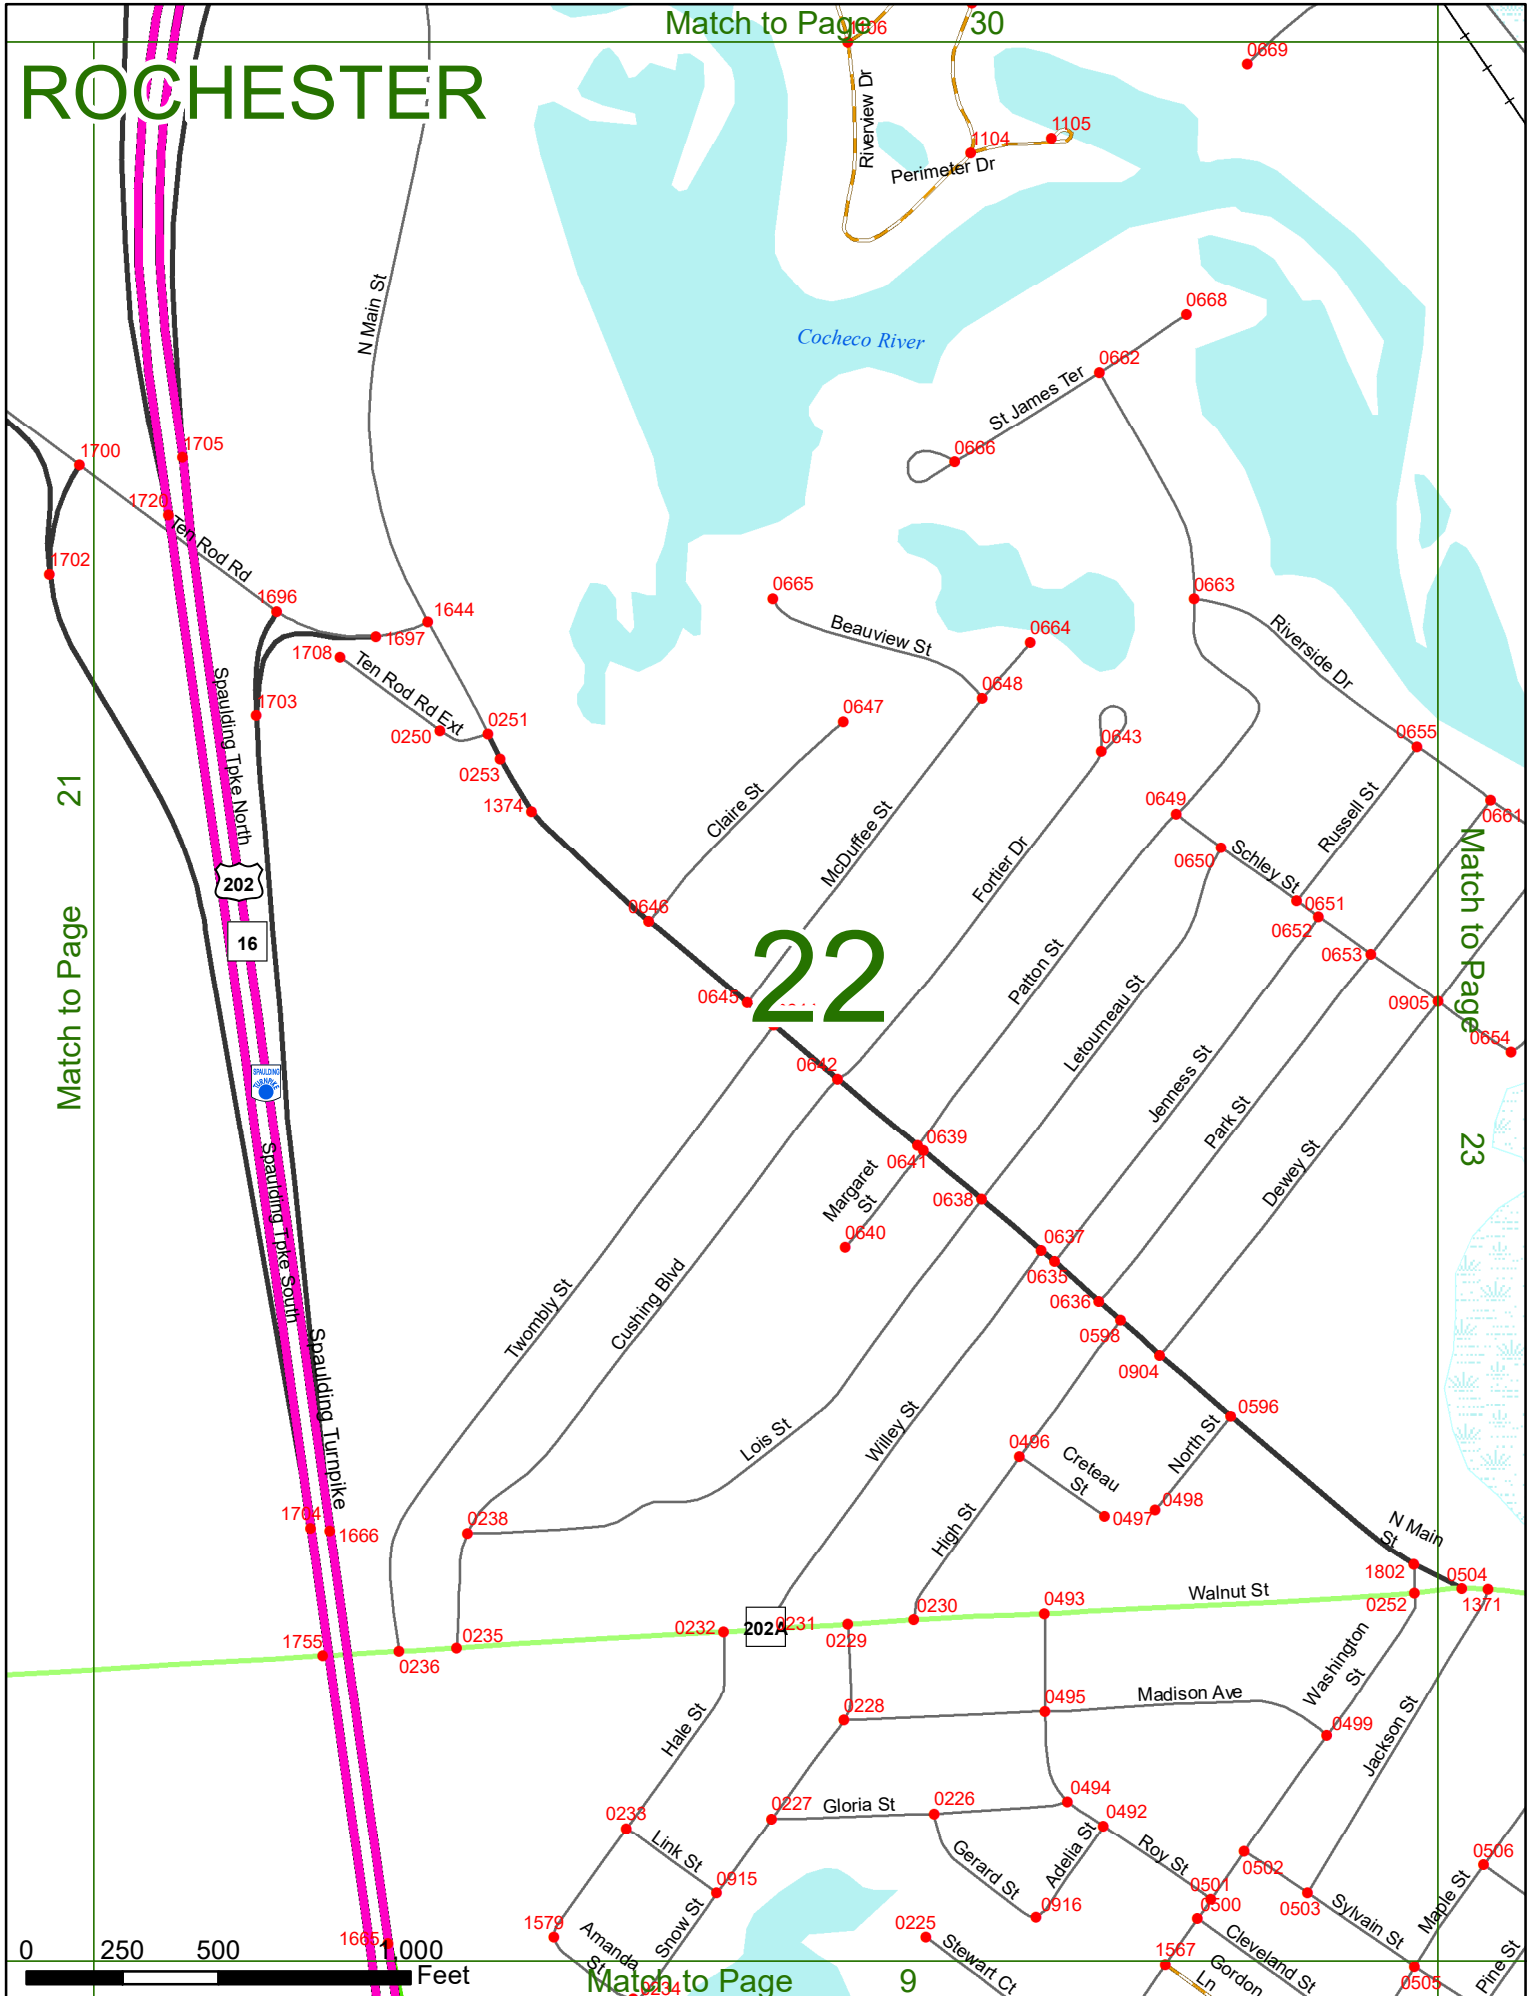 Match to Page 30
1106
0669
ROCHESTER
Riverview Dr
1105
1104
Perimeter Dr
N Main St
0668
Cocheco River
0662
St James Ter
0666
1700
1705
1720
Ten Rod Rd
1702
0665
0663
1696
1644
1697
Beauview St
0664
Riverside Dr
1708
Ten Rod Rd Ext
0648
1703
0647
0251
0250
0643
0655
Spaulding Tpke North
0253
1374
Claire St
McDuffee St
0649
Russell St
0661
21
Match to Page
0650
Schley St
Fortier Dr
202
0646
0651
0652
16
22
0653
Match to Page
23
Patton St
Letourneau St
0645
0905
0654
0642
SPAULDING
TURNPIKE
Jenness St
Park St
0639
0641
Margaret
St
Dewey St
0638
Spaulding Tpke South
0640
0637
0635
Twombly St
Cushing Blvd
0636
0598
0904
Spaulding Turnpike
0596
Lois St
Willey St
0496
Creteau
St
North St
0498
0497
1704
1666
0238
High St
N Main
St
1802
0504
Walnut St
0252
1371
0493
0230
0232
202A
0231
0229
0235
1755
0236
Washington
St
Madison Ave
0228
0495
0499
Hale St
Jackson St
0494
0227
Gloria St
0226
0492
0233
Link St
Adelia St
Roy St
0506
0502
Gerard St
0915
0501
0503
Sylvain St
Maple St
0916
0500
Snow St
1579
Amanda
St
0225
Stewart Ct
Cleveland St
1665
1567
Gordon
Ln
0505
Pine St
0 250 500 1,000
Feet
0234
Match to Page 9